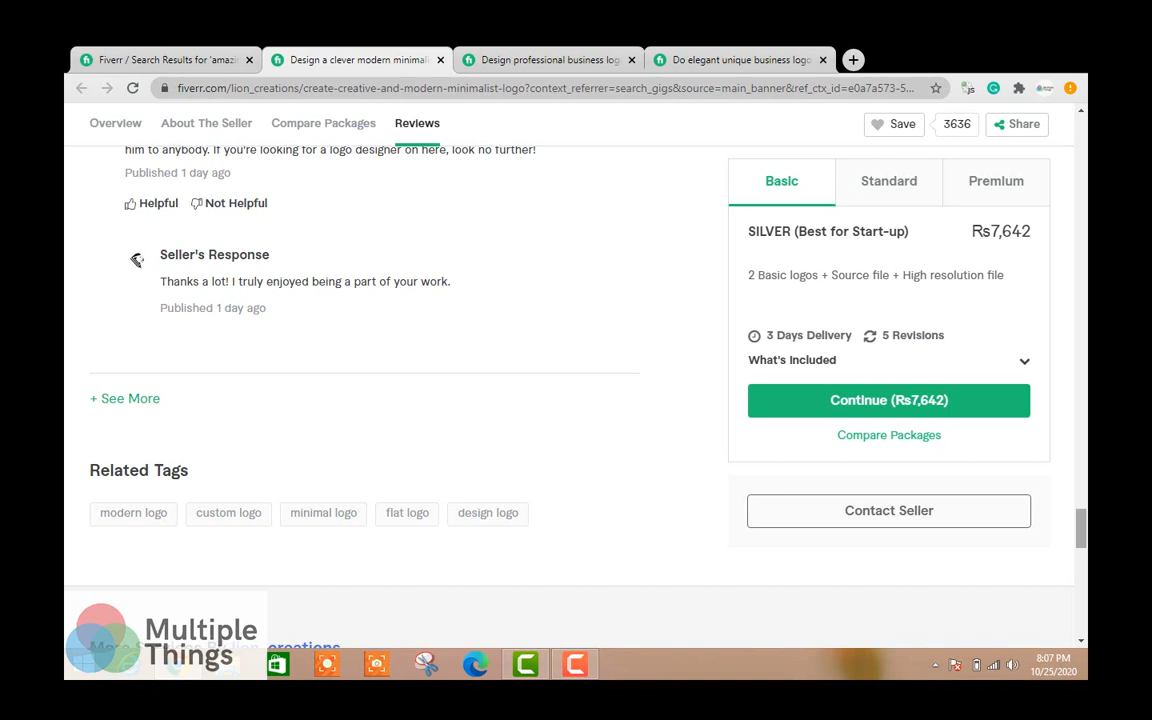 Fiverr / Search Results for 'amazi
Design a clever modern minimal
Design professional business log
Do elegant unique business logo
fiverr.com/lion_creations/create-creative-and-modern-minimalist-logo?context_referrer=search_gigs&source=main_banner&ref_ctx_id=e0a7a573-5...
Overview About The Seller Compare Packages Reviews
Save 3636 Share
him to anybody. If you're looking for a logo designer on here, look no further!
Published 1 day ago
Helpful Not Helpful
Seller's Response
Thanks a lot! I truly enjoyed being a part of your work.
Published 1 day ago
+ See More
Related Tags
modern logo custom logo minimal logo flat logo design logo
Basic Standard Premium
SILVER (Best for Start-up) ₨7,642
2 Basic logos + Source file + High resolution file
3 Days Delivery 5 Revisions
What's Included
Continue (₨7,642)
Compare Packages
Contact Seller
creations
Multiple
Things
8:07 PM
10/25/2020